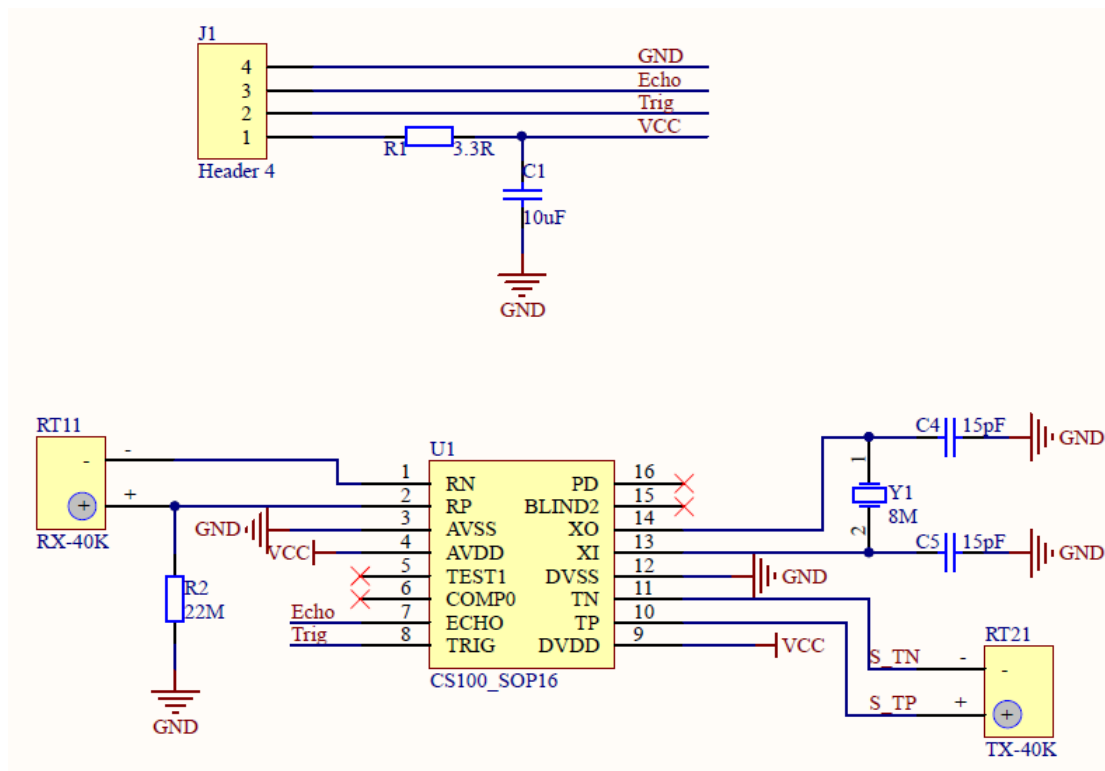 J1
4 GND
3 Echo
2 Trig
1 R1 3.3R VCC
Header 4
C1
10uF
GND
RT11
-
-
+
+
RX-40K
R2
22M
GND
U1
1 RN PD 16
2 RP BLIND2 15
GND 3 AVSS XO 14
VCC 4 AVDD XI 13
5 TEST1 DVSS 12 GND
6 COMP0 TN 11
Echo 7 ECHO TP 10
Trig 8 TRIG DVDD 9 VCC
CS100_SOP16
C4 15pF GND
1
Y1
8M
2
C5 15pF GND
RT21
S_TN - -
S_TP + +
TX-40K